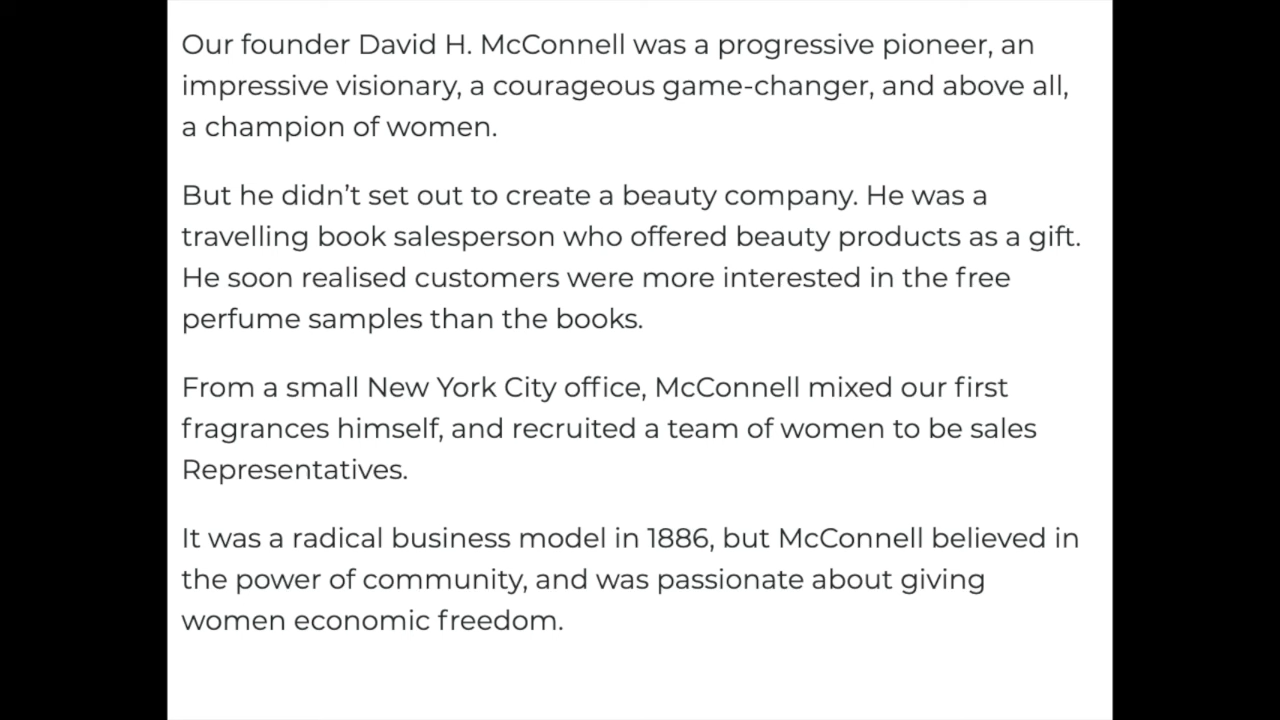 Our founder David H. McConnell was a progressive pioneer, an
impressive visionary, a courageous game-changer, and above all,
a champion of women.
But he didn’t set out to create a beauty company. He was a
travelling book salesperson who offered beauty products as a gift.
He soon realised customers were more interested in the free
perfume samples than the books.
From a small New York City office, McConnell mixed our first
fragrances himself, and recruited a team of women to be sales
Representatives.
It was a radical business model in 1886, but McConnell believed in
the power of community, and was passionate about giving
women economic freedom.